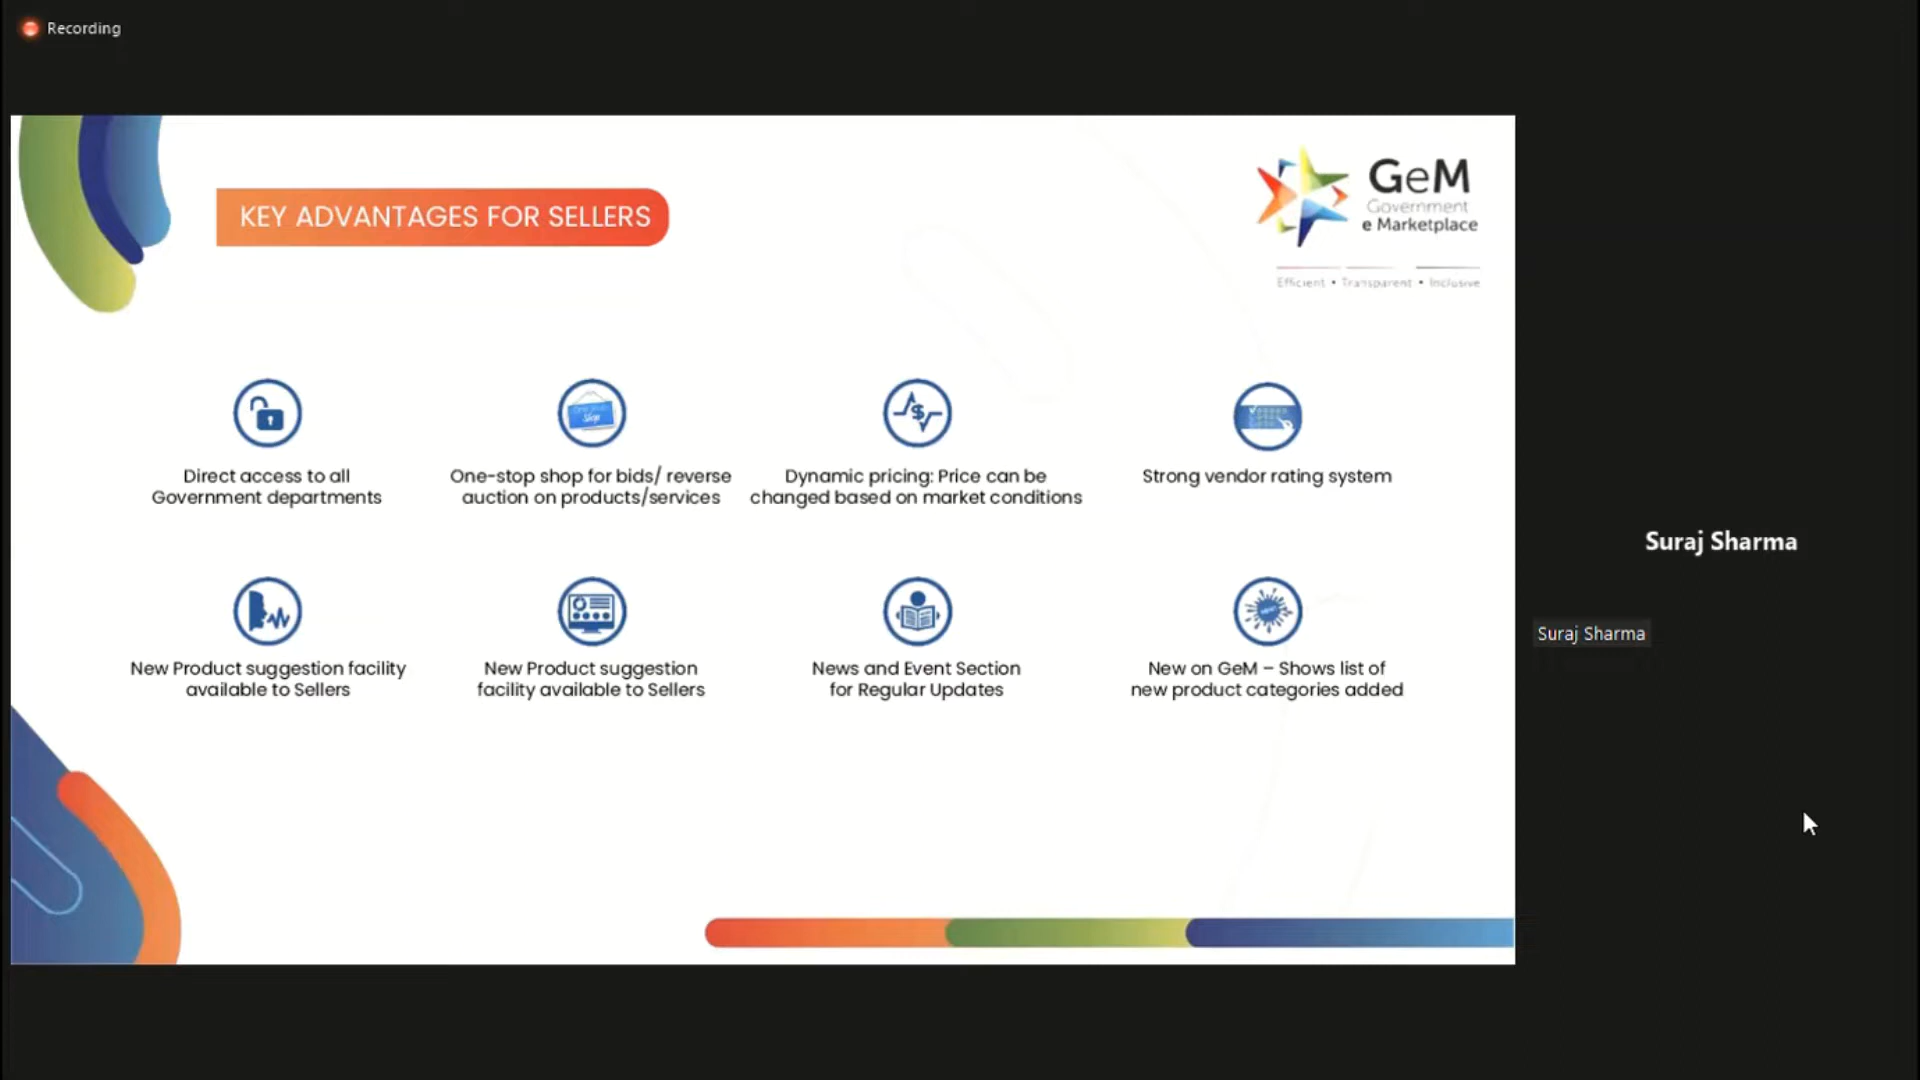 Recording
KEY ADVANTAGES FOR SELLERS
GeM
Government
e Marketplace
Efficient • Transparent • Inclusive
Direct access to all
Government departments
One-stop shop for bids/ reverse
auction on products/services
Dynamic pricing: Price can be
changed based on market conditions
Strong vendor rating system
New Product suggestion facility
available to Sellers
New Product suggestion
facility available to Sellers
News and Event Section
for Regular Updates
New on GeM – Shows list of
new product categories added
Suraj Sharma
Suraj Sharma